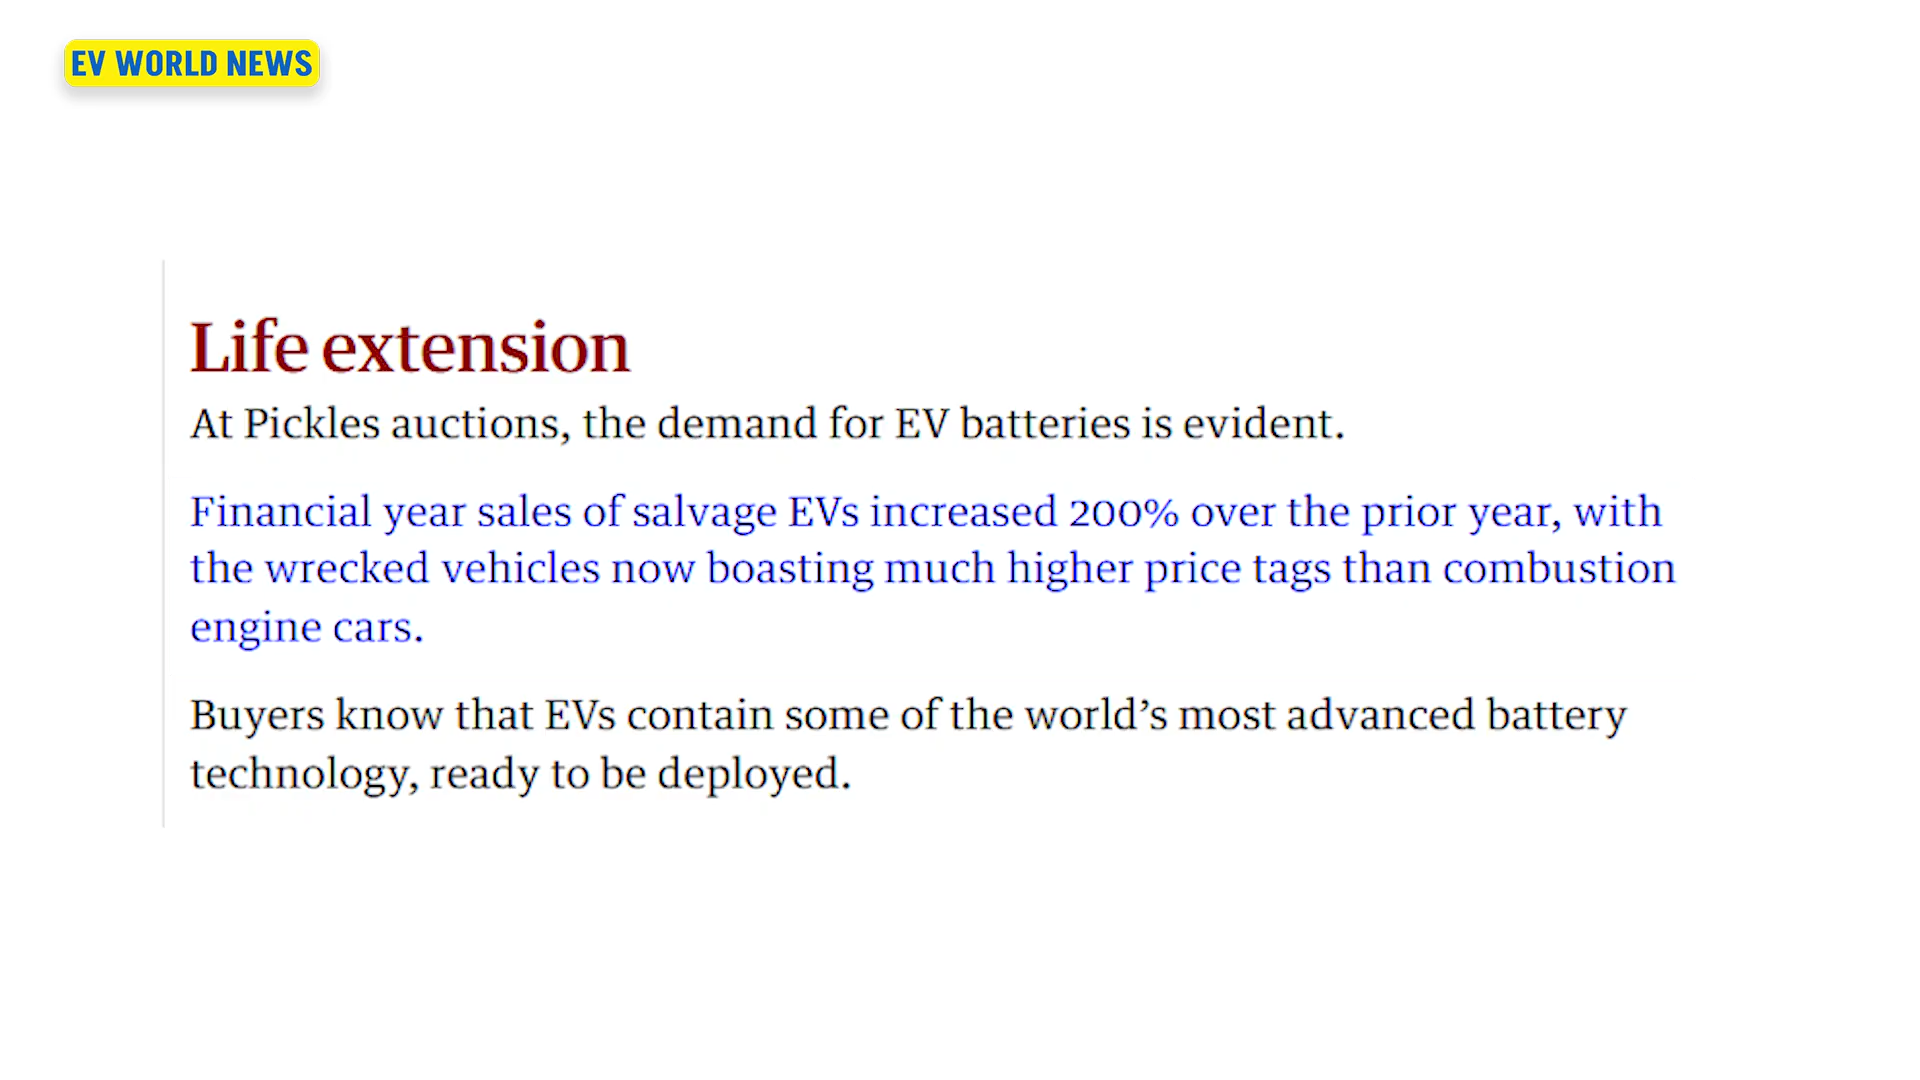 EV WORLD NEWS
Life extension
At Pickles auctions, the demand for EV batteries is evident.
Financial year sales of salvage EVs increased 200% over the prior year, with
the wrecked vehicles now boasting much higher price tags than combustion
engine cars.
Buyers know that EVs contain some of the world’s most advanced battery
technology, ready to be deployed.